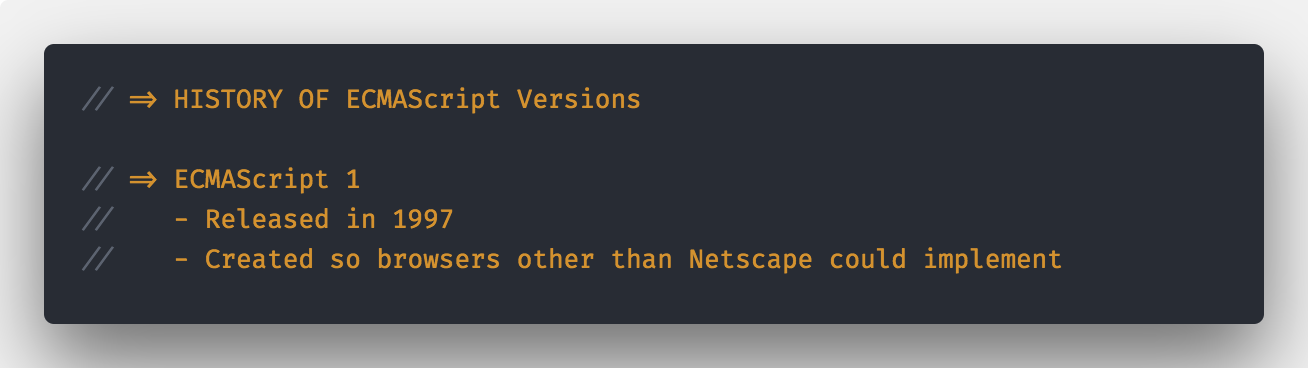 // => HISTORY OF ECMAScript Versions
// => ECMAScript 1
//    - Released in 1997
//    - Created so browsers other than Netscape could implement